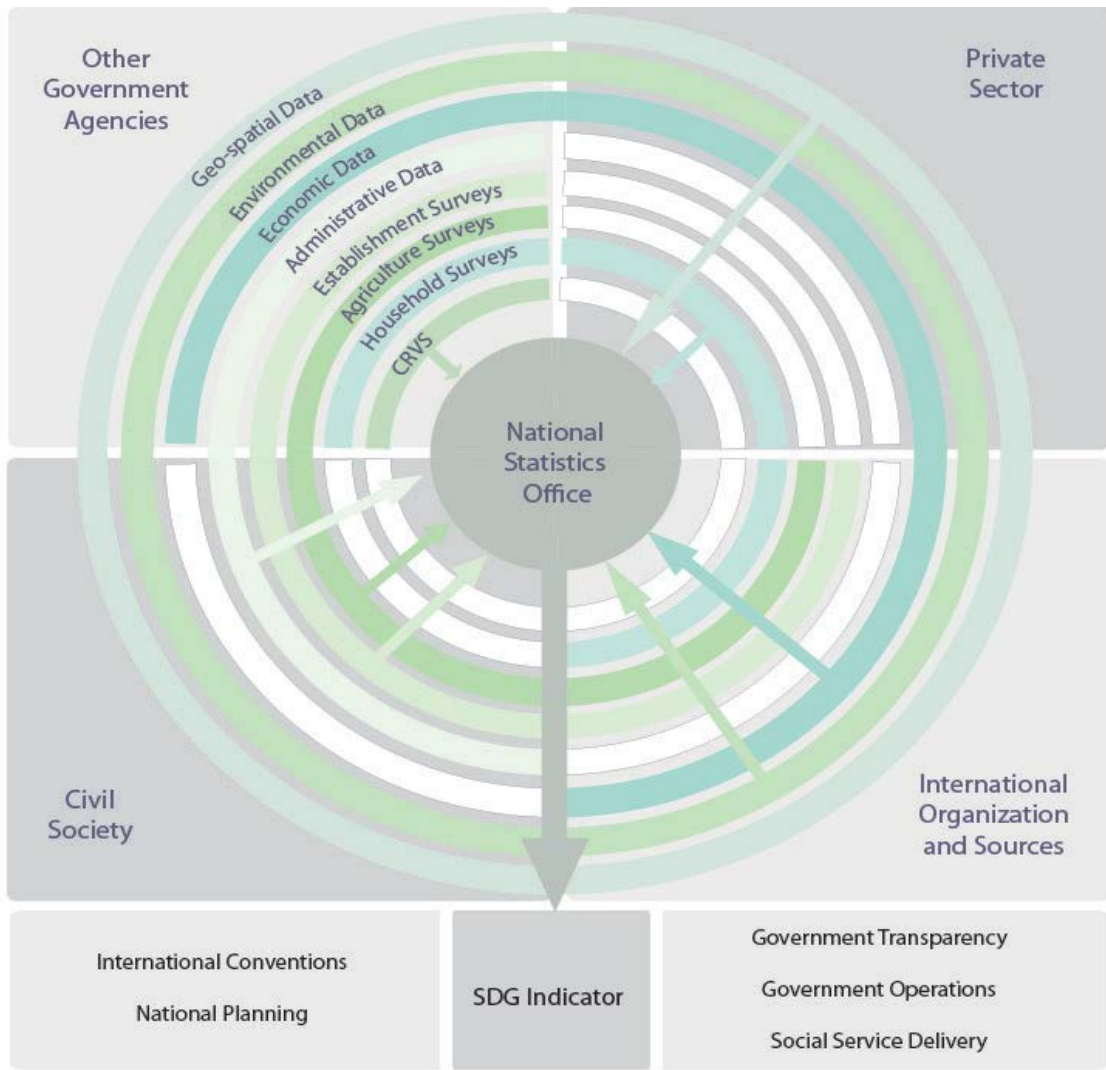 Other
Government
Agencies
Private
Sector
Geo-spatial Data
Environmental Data
Economic Data
Administrative Data
Establishment Surveys
Agriculture Surveys
Household Surveys
CRVS
National
Statistics
Office
Civil
Society
International
Organization
and Sources
International Conventions
National Planning
SDG Indicator
Government Transparency
Government Operations
Social Service Delivery